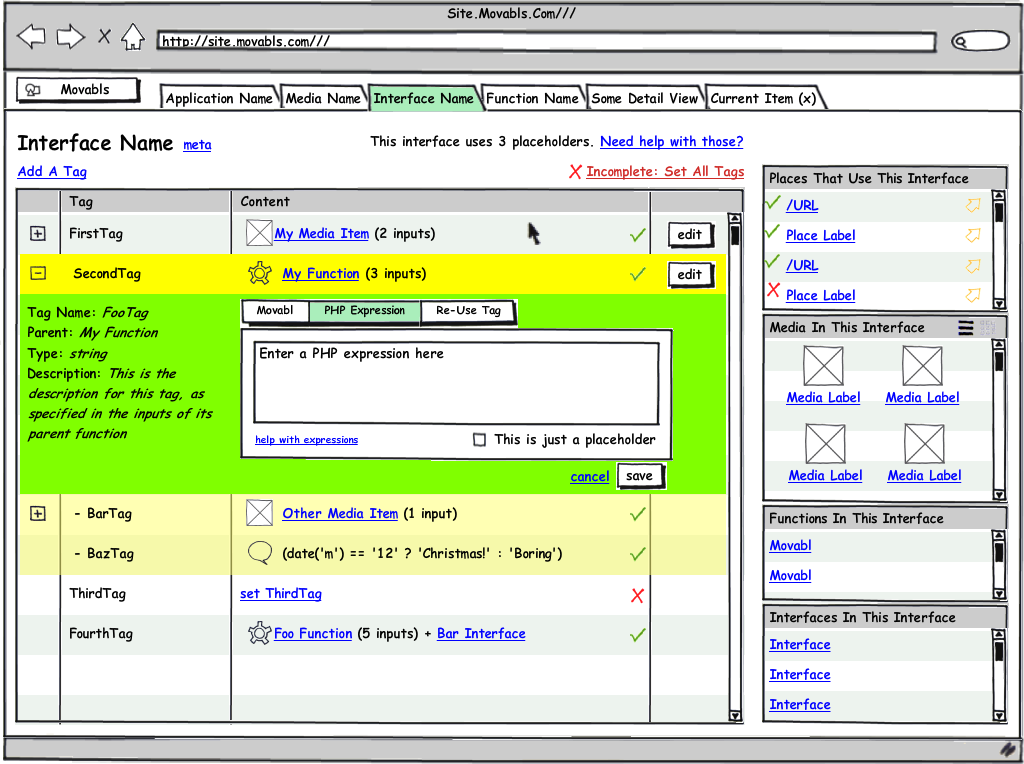 Site.Movabls.Com///
http://site.movabls.com///
Movabls
Application Name
Media Name
Interface Name
Function Name
Some Detail View
Current Item (x)
Interface Name meta
This interface uses 3 placeholders. Need help with those?
Add A Tag
X Incomplete: Set All Tags
Tag
Content
FirstTag
My Media Item (2 inputs)
edit
SecondTag
My Function (3 inputs)
edit
Tag Name: FooTag
Parent: My Function
Type: string
Description: This is the
description for this tag, as
specified in the inputs of its
parent function
Movabl
PHP Expression
Re-Use Tag
Enter a PHP expression here
help with expressions
This is just a placeholder
cancel
save
- BarTag
Other Media Item (1 input)
- BazTag
(date('m') == '12' ? 'Christmas!' : 'Boring')
ThirdTag
set ThirdTag
FourthTag
Foo Function (5 inputs) + Bar Interface
Places That Use This Interface
/URL
Place Label
/URL
Place Label
Media In This Interface
Media Label
Media Label
Media Label
Media Label
Functions In This Interface
Movabl
Movabl
Interfaces In This Interface
Interface
Interface
Interface